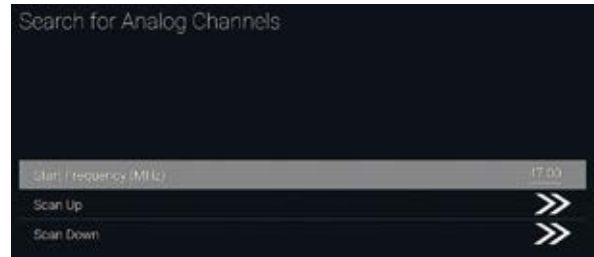 Search for Analog Channels
Start Frequency (MHz)
Scan Up
Scan Down